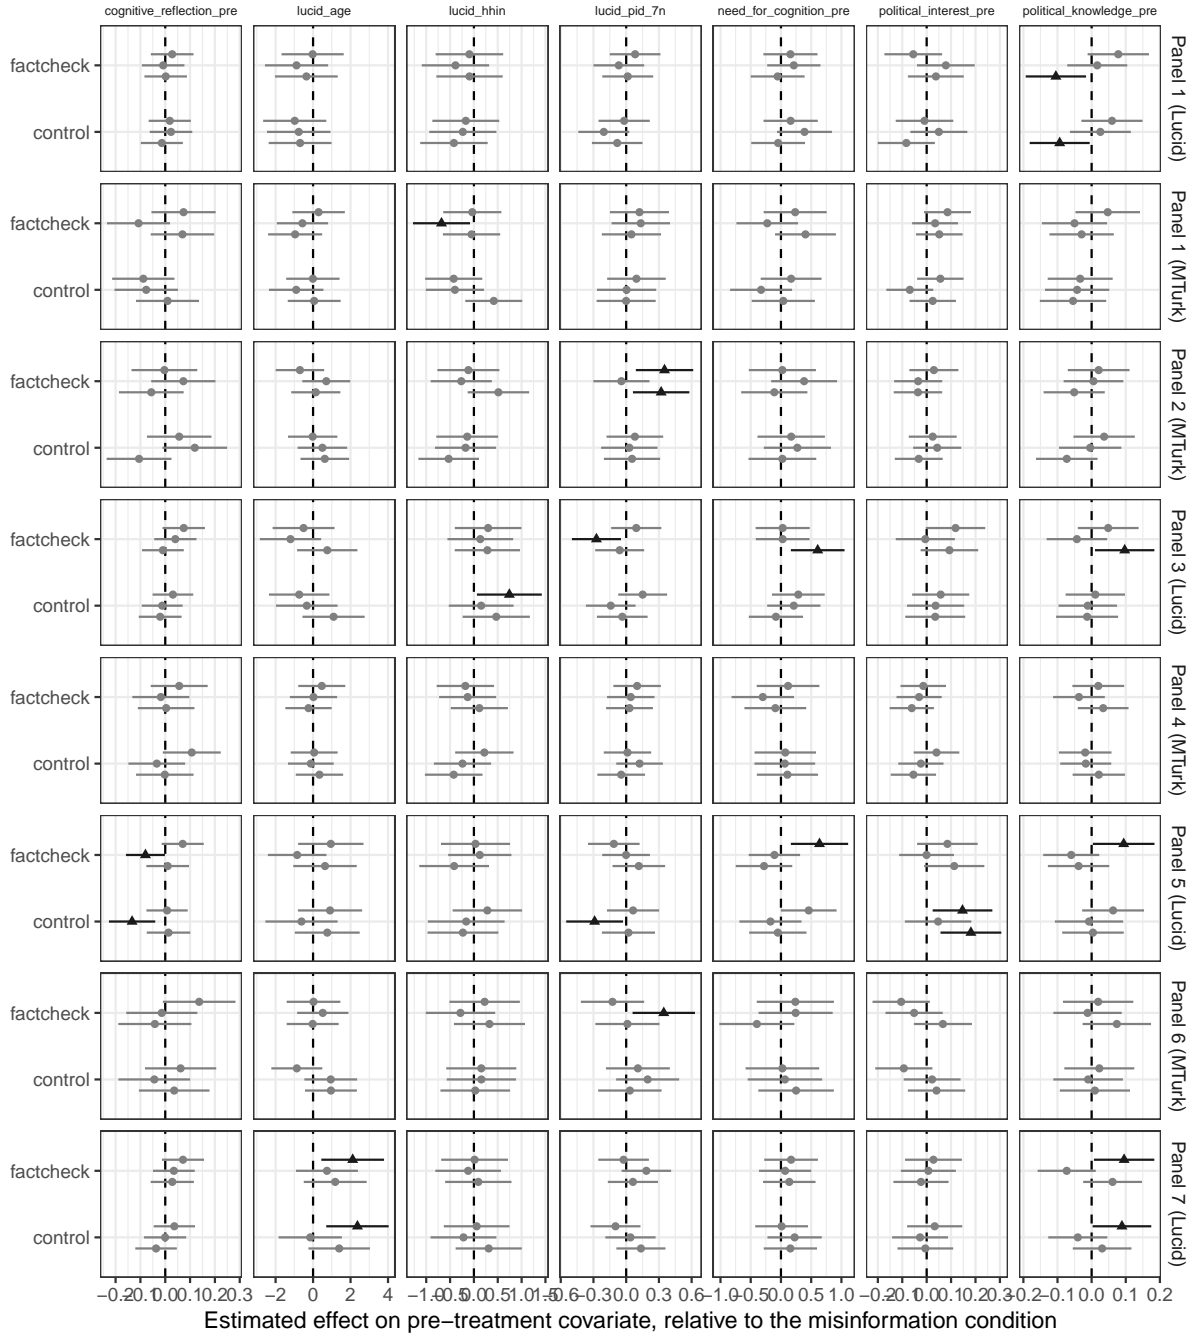 cognitive_reflection_pre lucid_age lucid_hhin lucid_pid_7n need_for_cognition_pre political_interest_pre political_knowledge_pre
factcheck
control
Panel 1 (Lucid)
factcheck
control
Panel 1 (MTurk)
factcheck
control
Panel 2 (MTurk)
factcheck
control
Panel 3 (Lucid)
factcheck
control
Panel 4 (MTurk)
factcheck
control
Panel 5 (Lucid)
factcheck
control
Panel 6 (MTurk)
factcheck
control
Panel 7 (Lucid)
−0.2 −0.1 0.0 0.1 0.2 0.3 −2 0 2 4 −1.0 −0.5 0.0 0.5 1.0 1.5 −0.6 −0.3 0.0 0.3 0.6 −1.0 −0.5 0.0 0.5 1.0 −0.2 −0.1 0.0 0.1 0.2 0.3 −0.2 −0.1 0.0 0.1 0.2
Estimated effect on pre−treatment covariate, relative to the misinformation condition